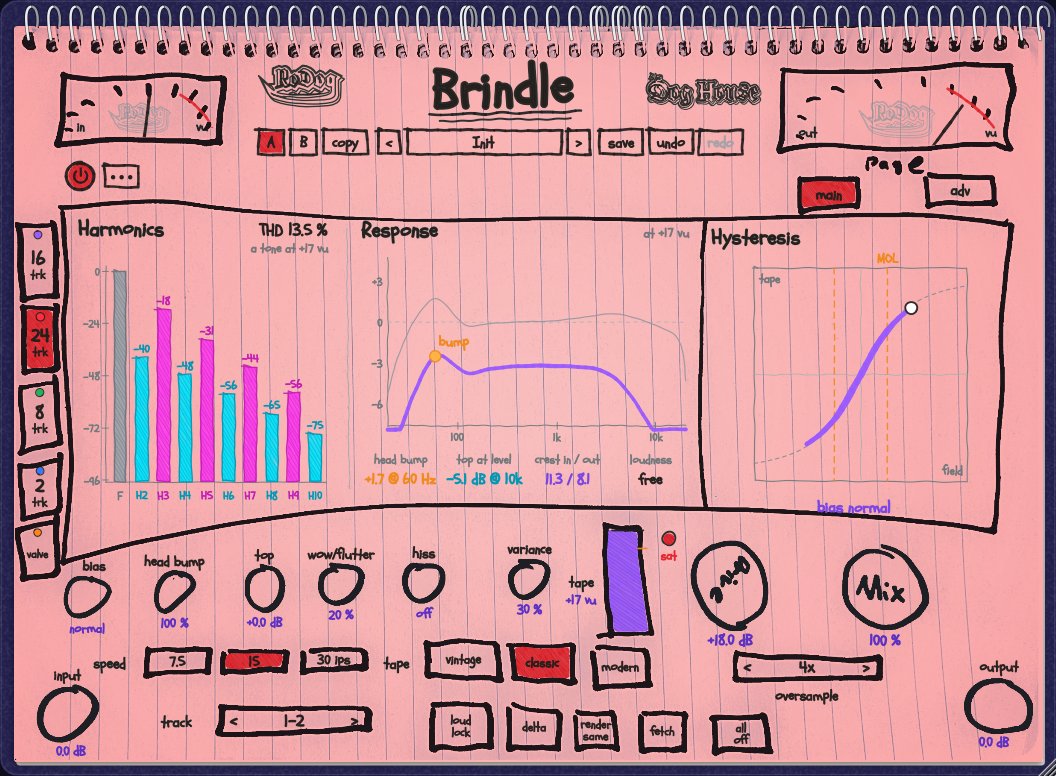 RoDog
Brindle
The Dog House
in
RoDog
vu
out
RoDog
vu
A
B
copy
<
Init
>
save
undo
redo
Page
main
adv
16
trk
24
trk
8
trk
2
trk
valve
Harmonics
THD 13.5 %
a tone at +17 vu
0
-24
-48
-72
-96
-40
-18
-48
-31
-56
-44
-65
-56
-75
F H2 H3 H4 H5 H6 H7 H8 H9 H10
Response
at +17 vu
+3
0
-3
-6
bump
100 1k 10k
head bump top at level crest in / out loudness
+1.7 @ 60 Hz -5.1 dB @ 10k 11.3 / 8.1 free
Hysteresis
MOL
tape
field
bias normal
bias
normal
head bump
100 %
top
+0.0 dB
wow/flutter
20 %
hiss
off
variance
30 %
tape
+17 vu
sat
Drive
+18.0 dB
Mix
100 %
speed
7.5
15
30 ips
tape
vintage
classic
modern
< 4x >
oversample
input
0.0 dB
track
< 1-2 >
loud
lock
delta
render
same
fetch
all
off
output
0.0 dB